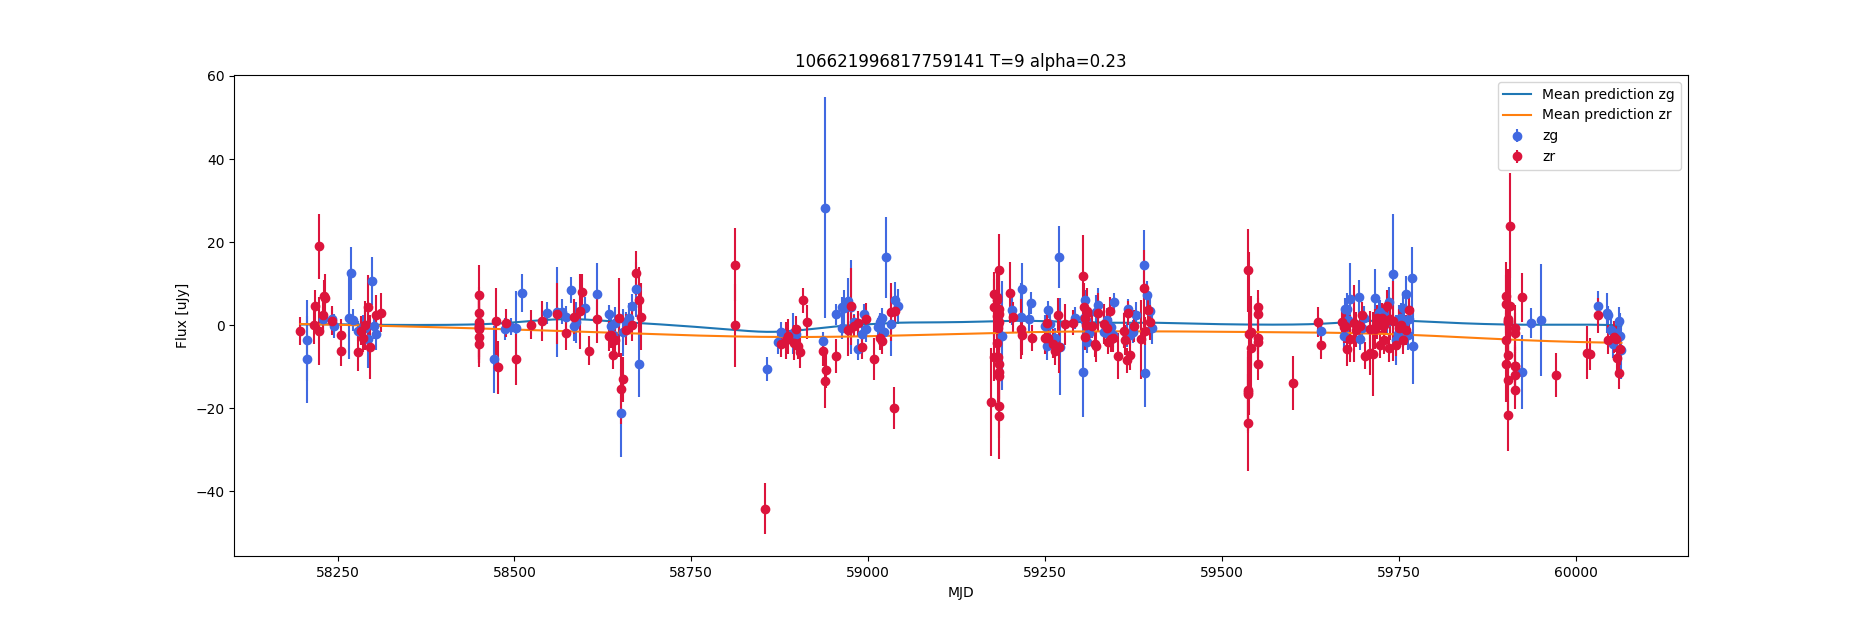 106621996817759141 T=9 alpha=0.23
60
40
20
0
−20
−40
Flux [uJy]
58250
58500
58750
59000
59250
59500
59750
60000
MJD
Mean prediction zg
Mean prediction zr
zg
zr